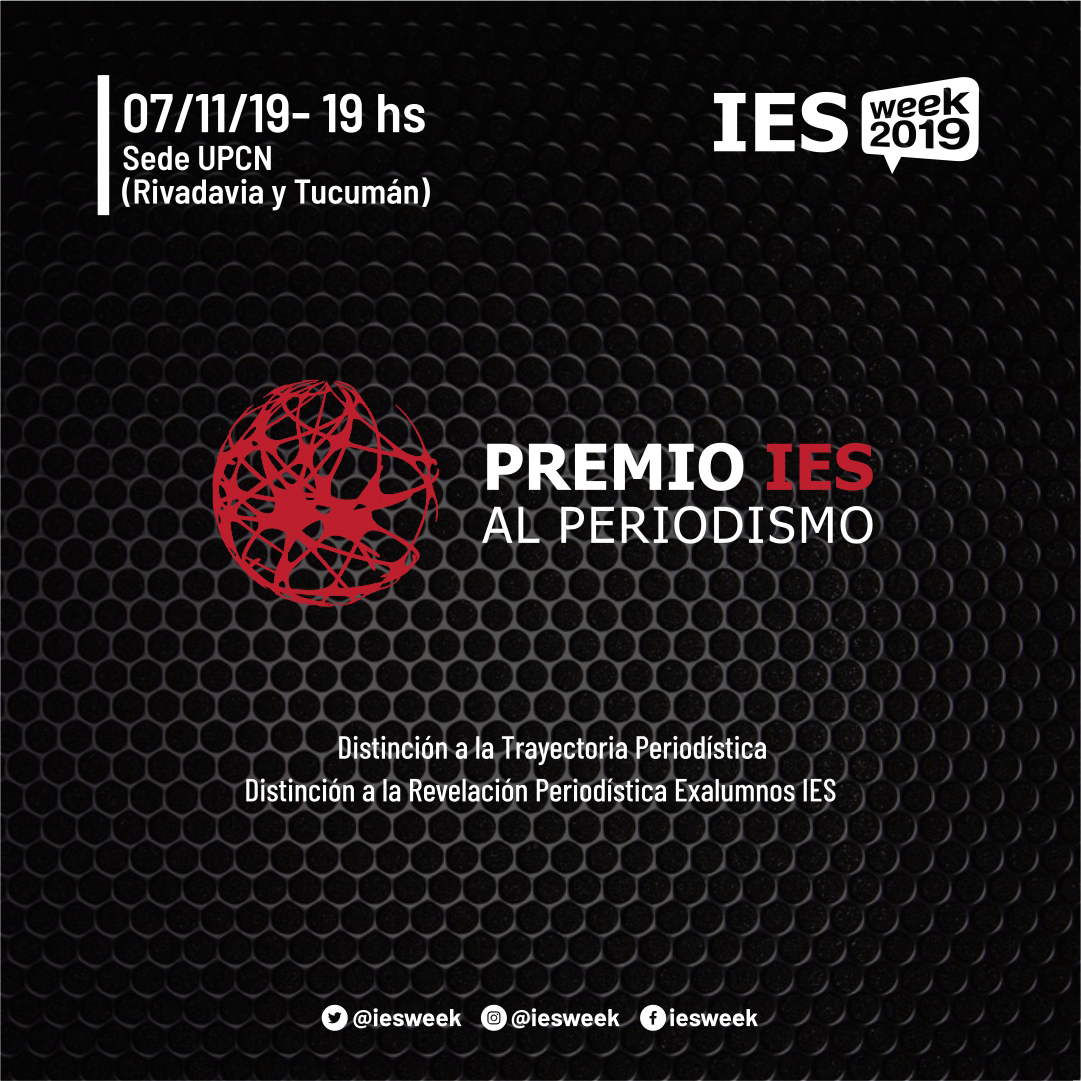 07/11/19- 19 hs
Sede UPCN
(Rivadavia y Tucumán)
IES week
2019
PREMIO IES
AL PERIODISMO
Distinción a la Trayectoria Periodística
Distinción a la Revelación Periodística Exalumnos IES
@iesweek @iesweek iesweek